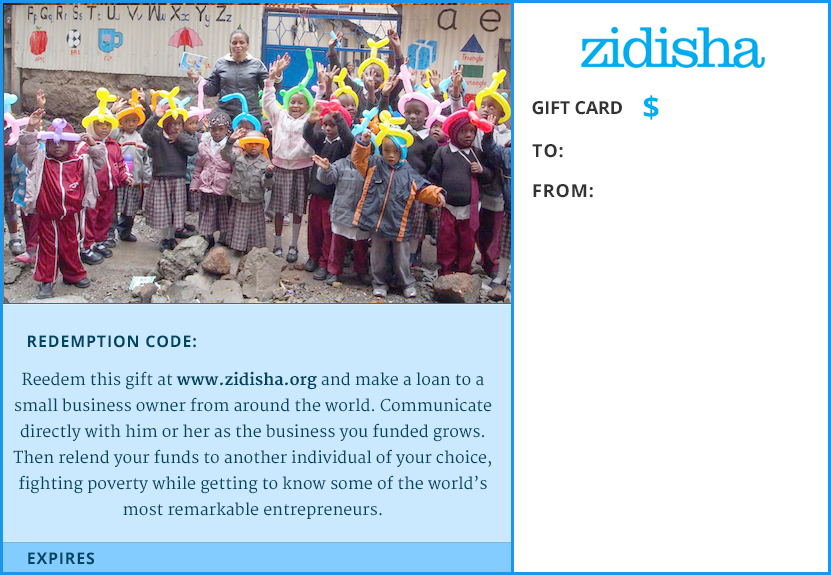 Rr Ss Tt Uu Vv Ww Xx Yy Zz
a e
Triangle
REDEMPTION CODE:
Reedem this gift at www.zidisha.org and make a loan to a
small business owner from around the world. Communicate
directly with him or her as the business you funded grows.
Then relend your funds to another individual of your choice,
fighting poverty while getting to know some of the world's
most remarkable entrepreneurs.
EXPIRES
zidisha
GIFT CARD $
TO:
FROM: